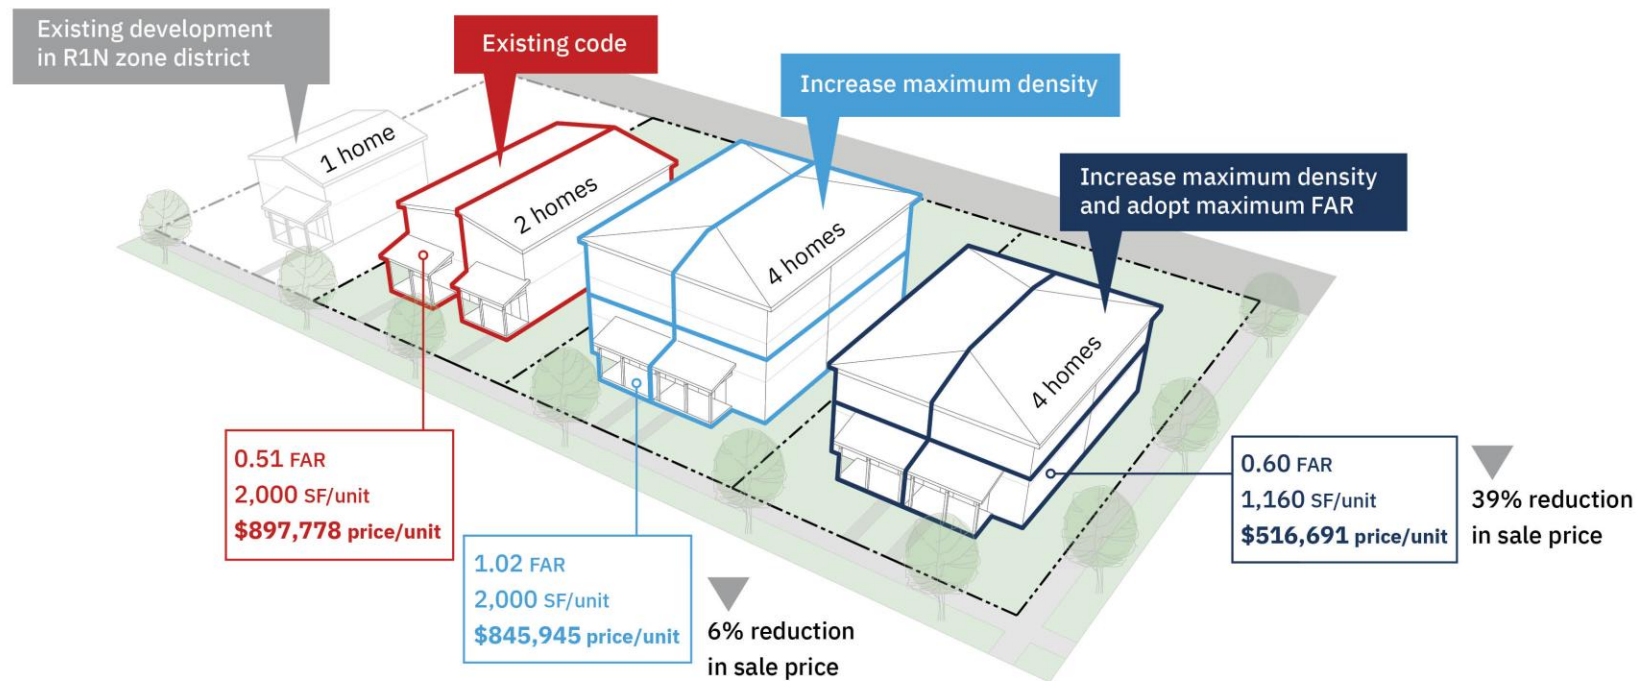 Existing development
in R1N zone district
Existing code
Increase maximum density
Increase maximum density
and adopt maximum FAR
1 home
2 homes
4 homes
4 homes
0.51 FAR
2,000 SF/unit
$897,778 price/unit
1.02 FAR
2,000 SF/unit
$845,945 price/unit
6% reduction
in sale price
0.60 FAR
1,160 SF/unit
$516,691 price/unit
39% reduction
in sale price